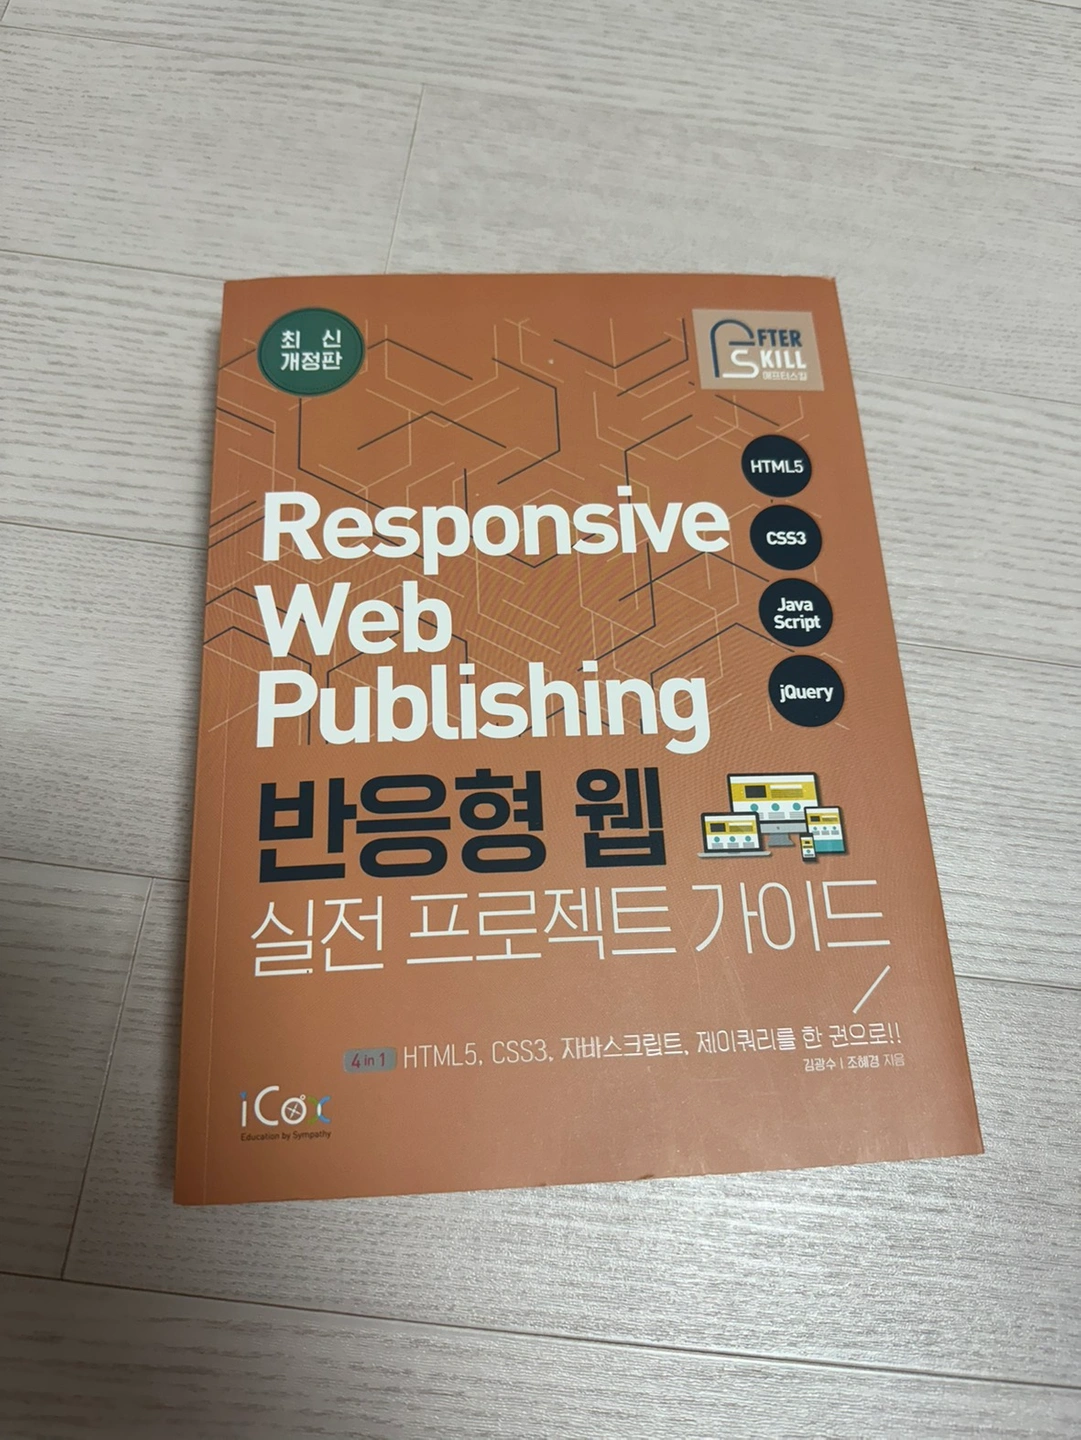 최 신
개정판
AFTER
SKILL
애프터스킬
HTML5
CSS3
Java
Script
jQuery
Responsive
Web
Publishing
반응형 웹
실전 프로젝트 가이드
4 in 1 HTML5, CSS3, 자바스크립트, 제이쿼리를 한 권으로!!
김광수 | 조혜경 지음
iCox
Education by Sympathy